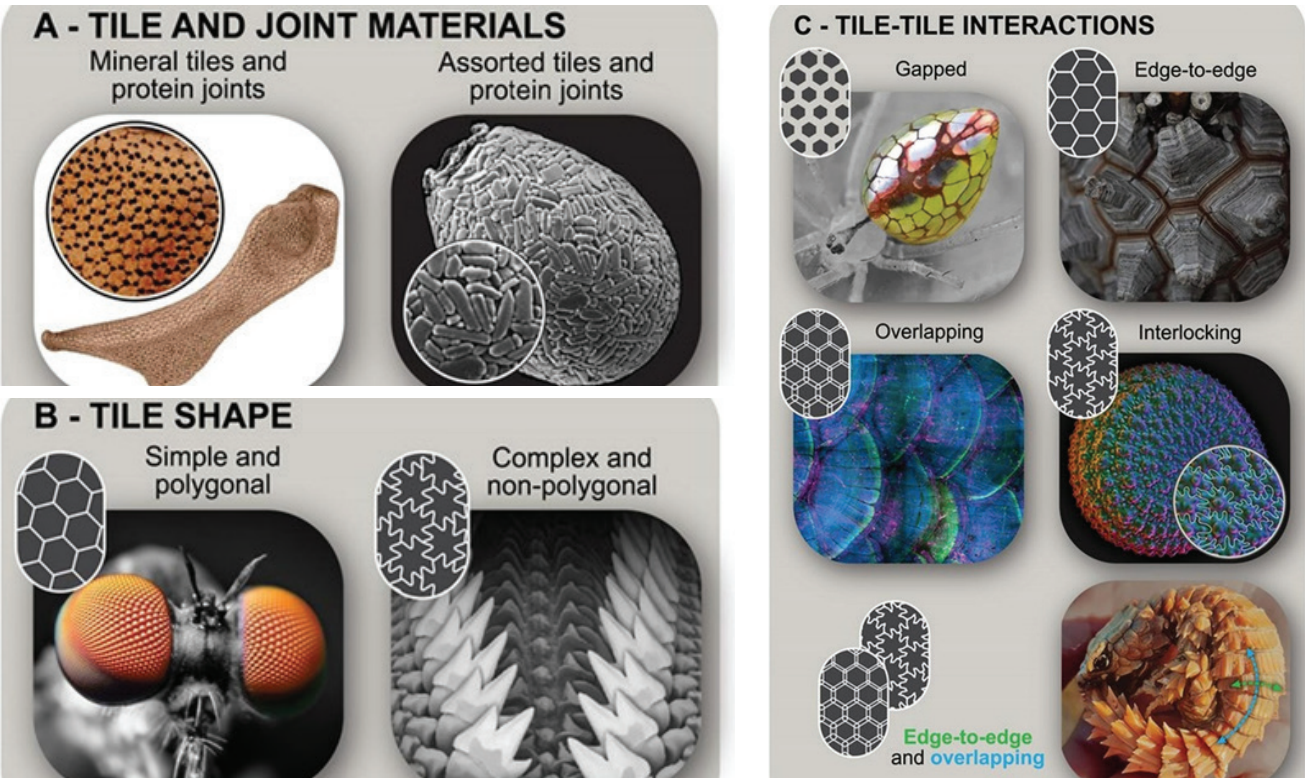 A - TILE AND JOINT MATERIALS
Mineral tiles and
protein joints
Assorted tiles and
protein joints
B - TILE SHAPE
Simple and
polygonal
Complex and
non-polygonal
C - TILE-TILE INTERACTIONS
Gapped
Edge-to-edge
Overlapping
Interlocking
Edge-to-edge
and overlapping